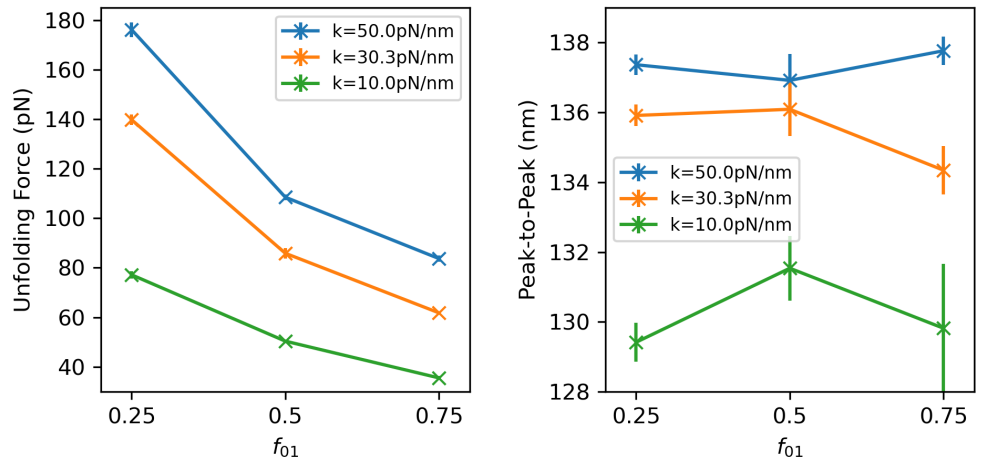 180
160
140
120
100
80
60
40
Unfolding Force (pN)
k=50.0pN/nm
k=30.3pN/nm
k=10.0pN/nm
0.25 0.5 0.75
f01
138
136
134
132
130
128
Peak-to-Peak (nm)
k=50.0pN/nm
k=30.3pN/nm
k=10.0pN/nm
0.25 0.5 0.75
f01